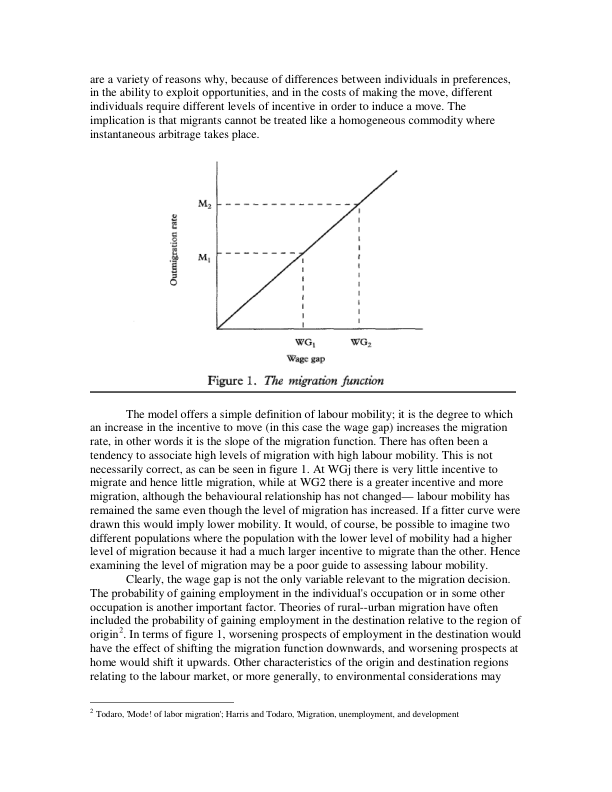 are a variety of reasons why, because of differences between individuals in preferences,
in the ability to exploit opportunities, and in the costs of making the move, different
individuals require different levels of incentive in order to induce a move. The
implication is that migrants cannot be treated like a homogeneous commodity where
instantaneous arbitrage takes place.
Outmigration rate
M2
M1
WG1 WG2
Wage gap
Figure 1. The migration function
The model offers a simple definition of labour mobility; it is the degree to which
an increase in the incentive to move (in this case the wage gap) increases the migration
rate, in other words it is the slope of the migration function. There has often been a
tendency to associate high levels of migration with high labour mobility. This is not
necessarily correct, as can be seen in figure 1. At WGj there is very little incentive to
migrate and hence little migration, while at WG2 there is a greater incentive and more
migration, although the behavioural relationship has not changed— labour mobility has
remained the same even though the level of migration has increased. If a fitter curve were
drawn this would imply lower mobility. It would, of course, be possible to imagine two
different populations where the population with the lower level of mobility had a higher
level of migration because it had a much larger incentive to migrate than the other. Hence
examining the level of migration may be a poor guide to assessing labour mobility.
Clearly, the wage gap is not the only variable relevant to the migration decision.
The probability of gaining employment in the individual's occupation or in some other
occupation is another important factor. Theories of rural--urban migration have often
included the probability of gaining employment in the destination relative to the region of
origin2. In terms of figure 1, worsening prospects of employment in the destination would
have the effect of shifting the migration function downwards, and worsening prospects at
home would shift it upwards. Other characteristics of the origin and destination regions
relating to the labour market, or more generally, to environmental considerations may
2 Todaro, 'Mode! of labor migration'; Harris and Todaro, 'Migration, unemployment, and development